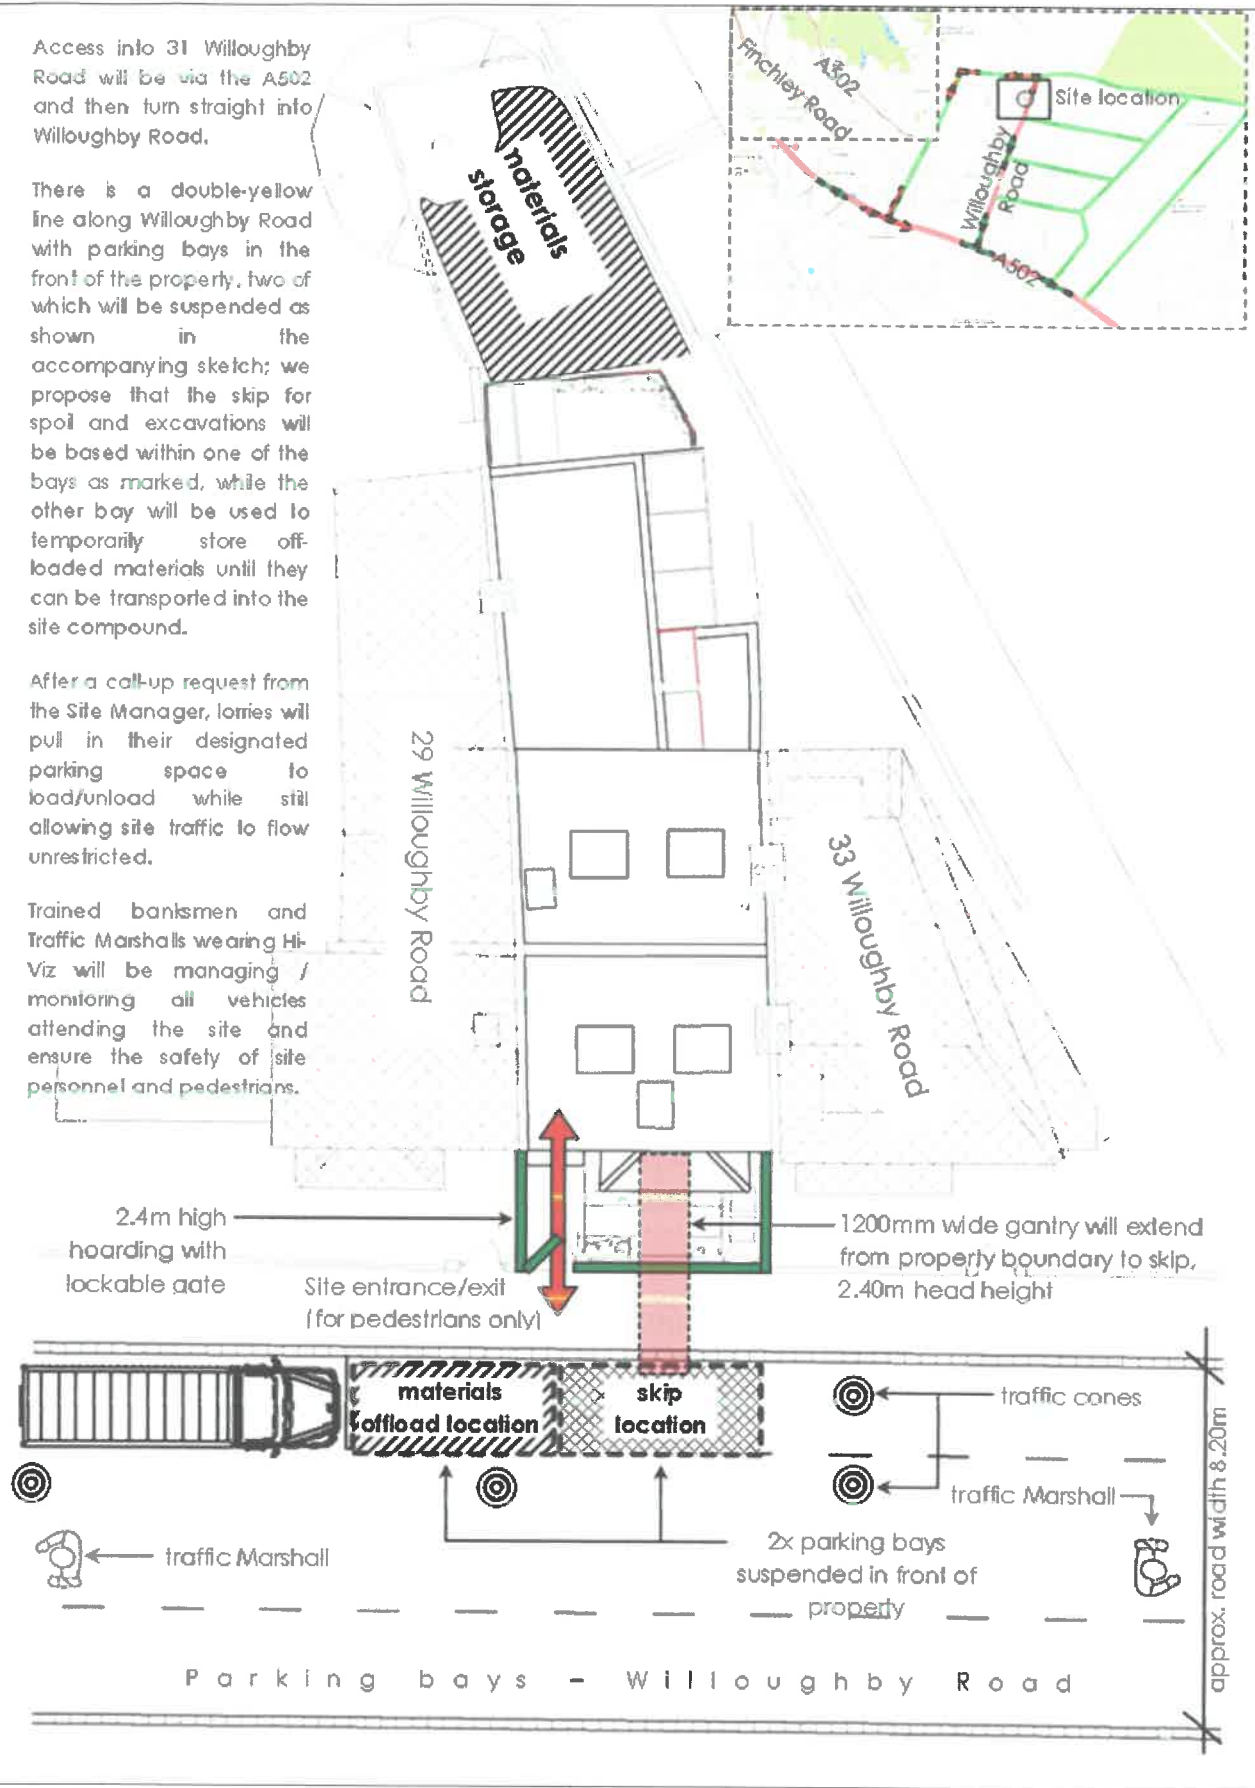 Access into 31 Willoughby
Road will be via the A502
and then turn straight into
Willoughby Road.
There is a double-yellow
line along Willoughby Road
with parking bays in the
front of the property, two of
which will be suspended as
shown in the
accompanying sketch; we
propose that the skip for
spoil and excavations will
be based within one of the
bays as marked, while the
other bay will be used to
temporarily store off-
loaded materials until they
can be transported into the
site compound.
After a call-up request from
the Site Manager, lorries will
pull in their designated
parking space to
load/unload while still
allowing site traffic to flow
unrestricted.
Trained banksmen and
Traffic Marshalls wearing Hi-
Viz will be managing /
monitoring all vehicles
attending the site and
ensure the safety of site
personnel and pedestrians.
materials
storage
Finchley Road
A502
Site location
Willoughby
Road
A502
29 Willoughby Road
33 Willoughby Road
2.4m high
hoarding with
lockable gate
Site entrance/exit
(for pedestrians only)
1200mm wide gantry will extend
from property boundary to skip,
2.40m head height
materials
offload location
skip
location
traffic cones
traffic Marshall
traffic Marshall
2x parking bays
suspended in front of
property
approx. road width 8.20m
Parking bays - Willoughby Road